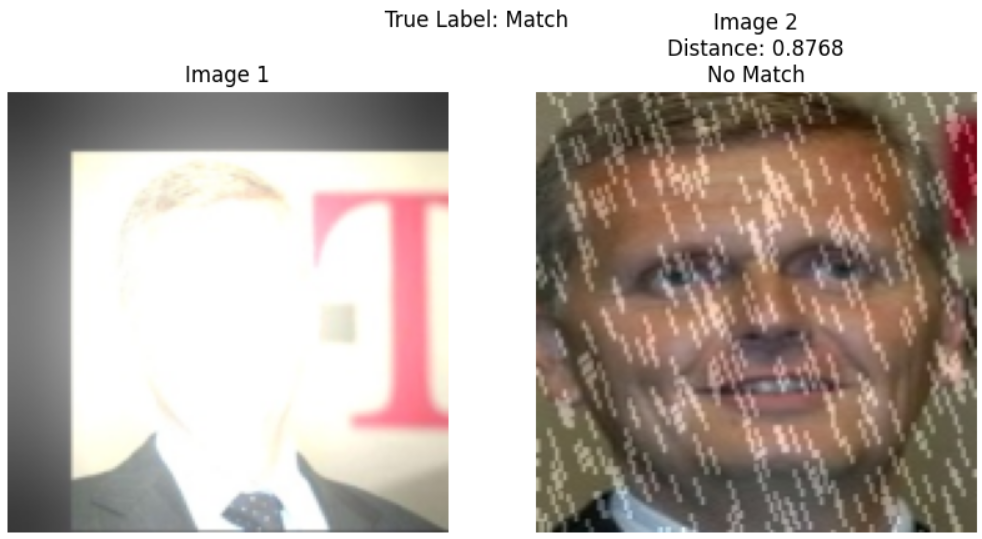 True Label: Match
Image 1
Image 2
Distance: 0.8768
No Match
T